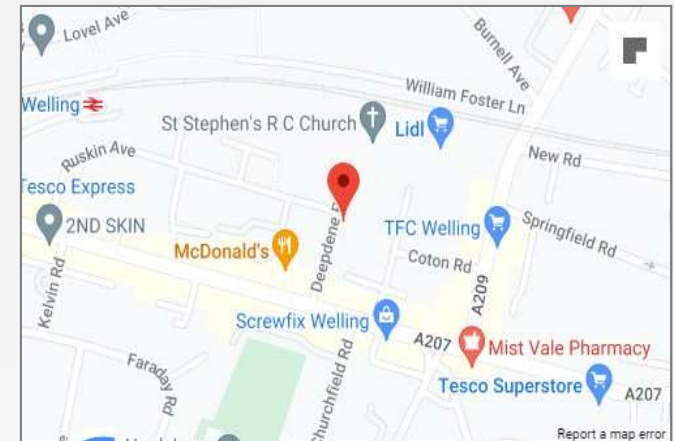 Lovel Ave
Burnell Ave
William Foster Ln
Welling
St Stephen's R C Church
Lidl
New Rd
Ruskin Ave
Tesco Express
2ND SKIN
TFC Welling
Springfield Rd
McDonald's
Deepdene
Coton Rd
Kelvin Rd
A209
Screwfix Welling
A207
Mist Vale Pharmacy
Faraday Rd
Churchfield Rd
Tesco Superstore
A207
Report a map error